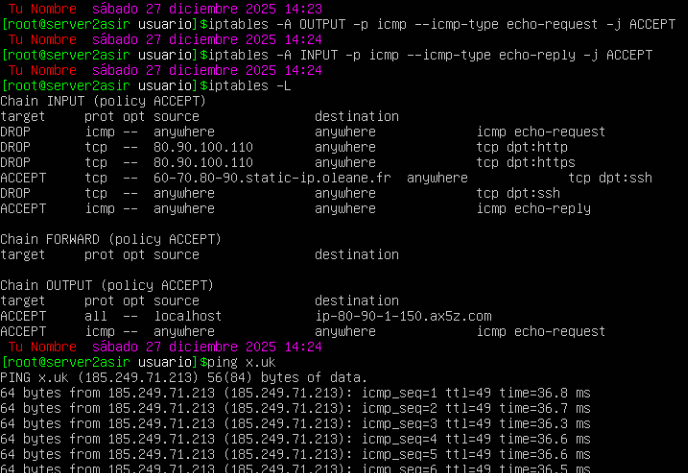 Tu Nombre  sábado 27 diciembre 2025 14:23
[root@server2asir usuario]$iptables -A OUTPUT -p icmp --icmp-type echo-request -j ACCEPT
Tu Nombre  sábado 27 diciembre 2025 14:24
[root@server2asir usuario]$iptables -A INPUT -p icmp --icmp-type echo-reply -j ACCEPT
Tu Nombre  sábado 27 diciembre 2025 14:24
[root@server2asir usuario]$iptables -L
Chain INPUT (policy ACCEPT)
target     prot opt source               destination
DROP       icmp --  anywhere             anywhere             icmp echo-request
DROP       tcp  --  80.90.100.110        anywhere             tcp dpt:http
DROP       tcp  --  80.90.100.110        anywhere             tcp dpt:https
ACCEPT     tcp  --  60-70.80-90.static-ip.oleane.fr  anywhere             tcp dpt:ssh
DROP       tcp  --  anywhere             anywhere             tcp dpt:ssh
ACCEPT     icmp --  anywhere             anywhere             icmp echo-reply

Chain FORWARD (policy ACCEPT)
target     prot opt source               destination

Chain OUTPUT (policy ACCEPT)
target     prot opt source               destination
ACCEPT     all  --  localhost            ip-80-90-1-150.ax5z.com
ACCEPT     icmp --  anywhere             anywhere             icmp echo-request
Tu Nombre  sábado 27 diciembre 2025 14:24
[root@server2asir usuario]$ping x.uk
PING x.uk (185.249.71.213) 56(84) bytes of data.
64 bytes from 185.249.71.213 (185.249.71.213): icmp_seq=1 ttl=49 time=36.8 ms
64 bytes from 185.249.71.213 (185.249.71.213): icmp_seq=2 ttl=49 time=36.7 ms
64 bytes from 185.249.71.213 (185.249.71.213): icmp_seq=3 ttl=49 time=36.3 ms
64 bytes from 185.249.71.213 (185.249.71.213): icmp_seq=4 ttl=49 time=36.6 ms
64 bytes from 185.249.71.213 (185.249.71.213): icmp_seq=5 ttl=49 time=36.6 ms
64 bytes from 185.249.71.213 (185.249.71.213): icmp_seq=6 ttl=49 time=36.5 ms